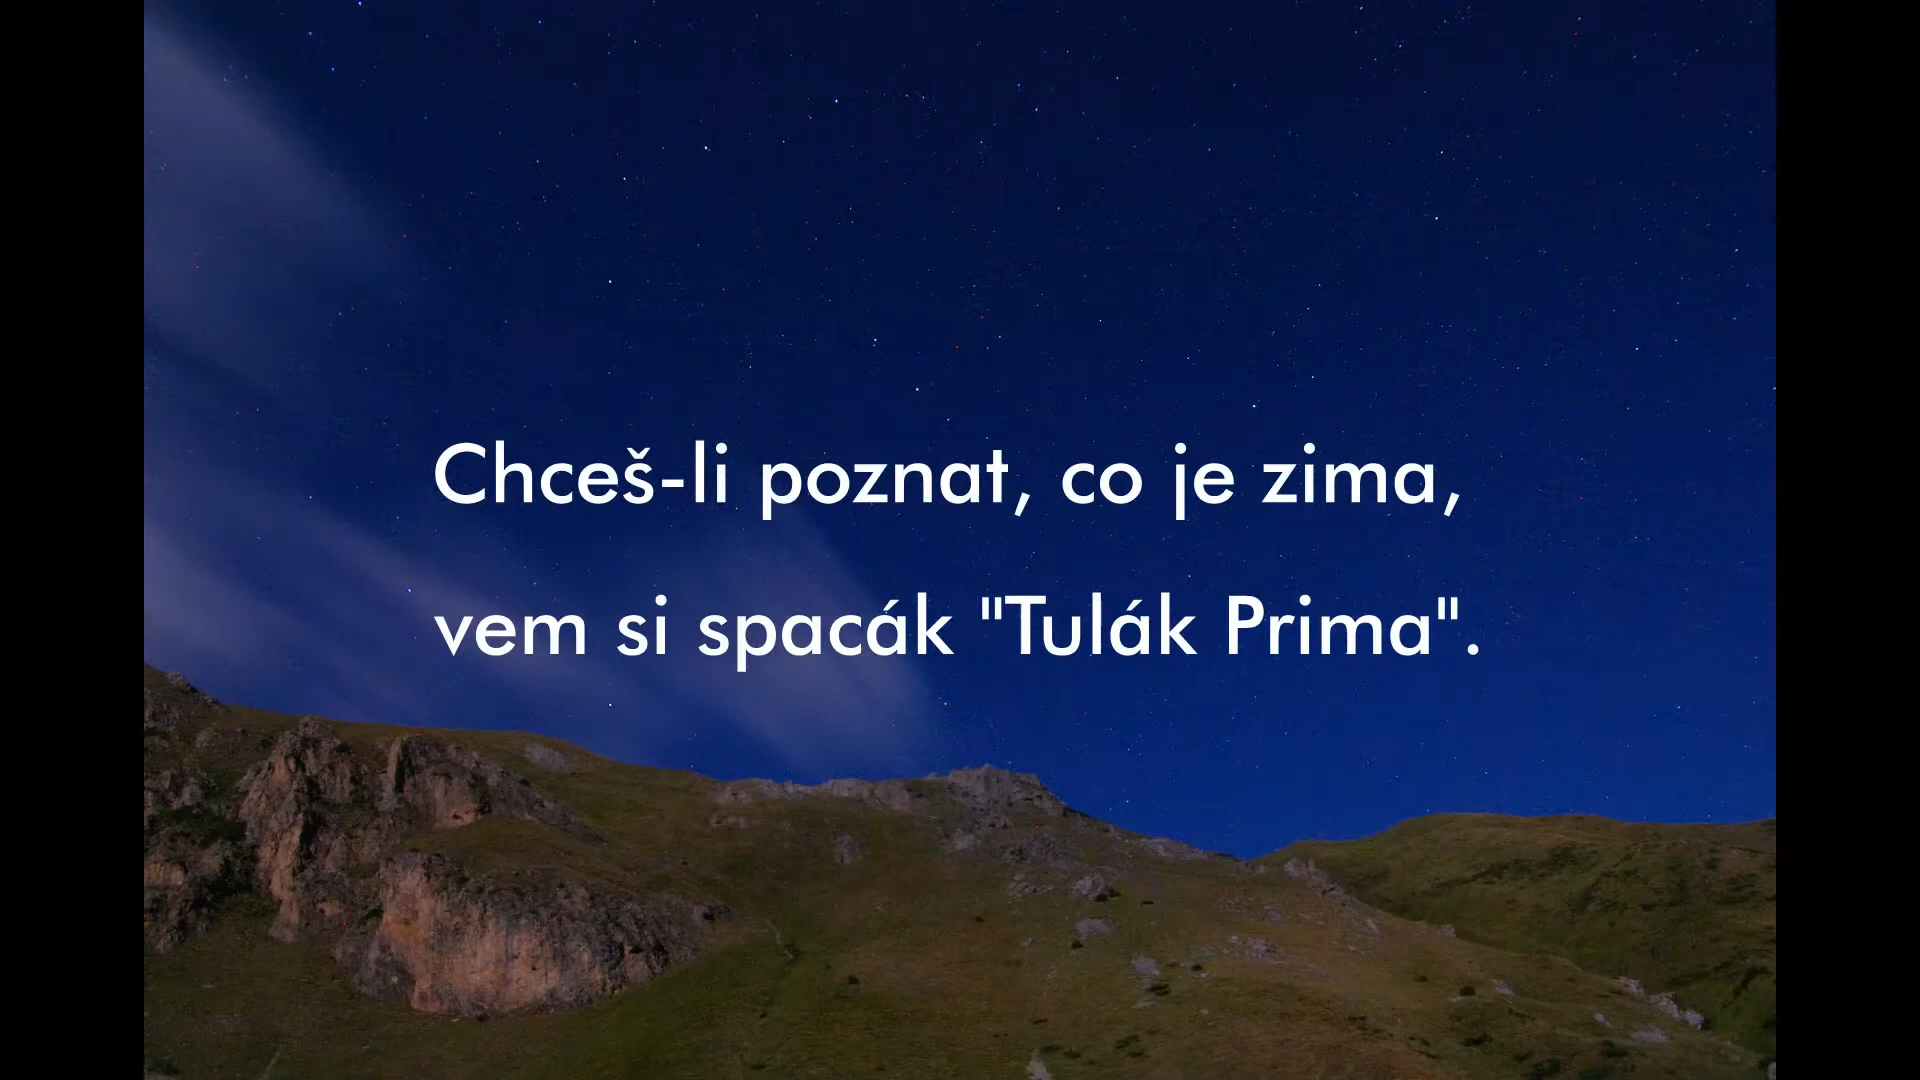 Chceš-li poznat, co je zima,
vem si spacák "Tulák Prima".